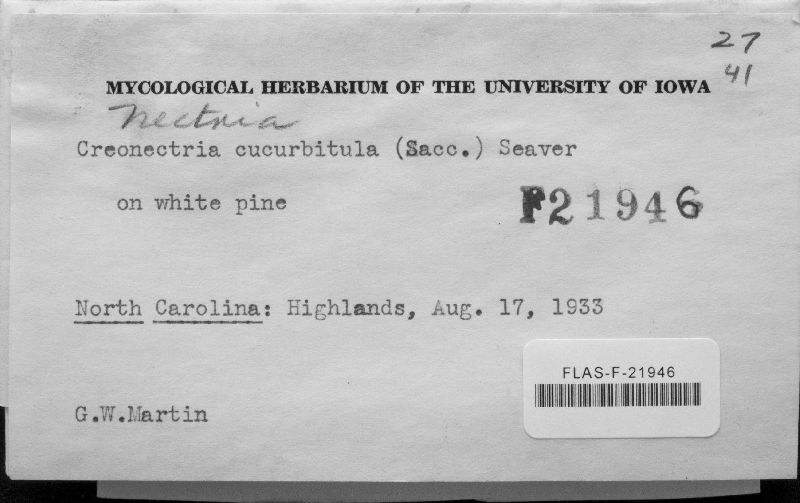 27
41
MYCOLOGICAL HERBARIUM OF THE UNIVERSITY OF IOWA
Nectria
Creonectria cucurbitula (Sacc.) Seaver
on white pine
F21946
North Carolina: Highlands, Aug. 17, 1933
FLAS-F-21946
G.W.Martin